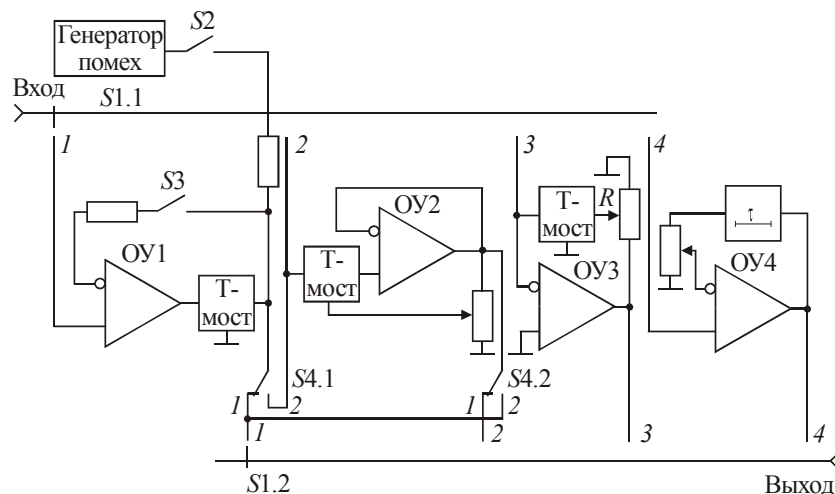 Генератор
помех
S2
Вход
S1.1
1
2
3
4
S3
ОУ1
Т-
мост
ОУ2
Т-
мост
Т-
мост
R
ОУ3
τ
ОУ4
S4.1
1
2
S4.2
1
2
1
2
3
4
S1.2
Выход